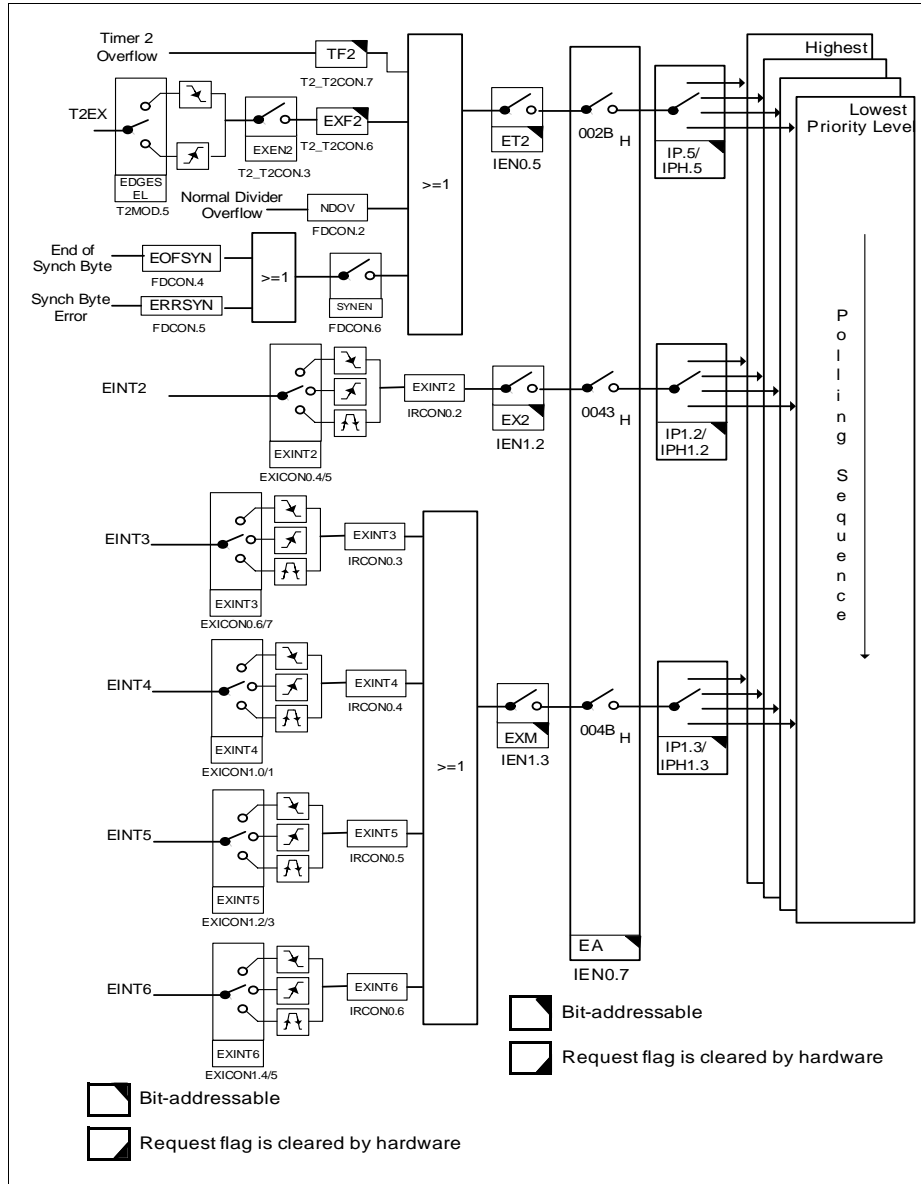 Timer 2
Overflow
TF2
T2_T2CON.7
Highest
Lowest
Priority Level
T2EX
EXEN2
T2_T2CON.3
EXF2
T2_T2CON.6
EDGES
EL
T2MOD.5
ET2
IEN0.5
002B H
IP.5/
IPH.5
>=1
Normal Divider
Overflow
NDOV
FDCON.2
End of
Synch Byte
EOFSYN
FDCON.4
>=1
Synch Byte
Error
ERRSYN
FDCON.5
SYNEN
FDCON.6
Polling Sequence
EINT2
EXINT2
EXICON0.4/5
EXINT2
IRCON0.2
EX2
IEN1.2
0043 H
IP1.2/
IPH1.2
EINT3
EXINT3
EXICON0.6/7
EXINT3
IRCON0.3
EINT4
EXINT4
EXICON1.0/1
EXINT4
IRCON0.4
>=1
EXM
IEN1.3
004B H
IP1.3/
IPH1.3
EINT5
EXINT5
EXICON1.2/3
EXINT5
IRCON0.5
EINT6
EXINT6
EXICON1.4/5
EXINT6
IRCON0.6
EA
IEN0.7
Bit-addressable
Request flag is cleared by hardware
Bit-addressable
Request flag is cleared by hardware